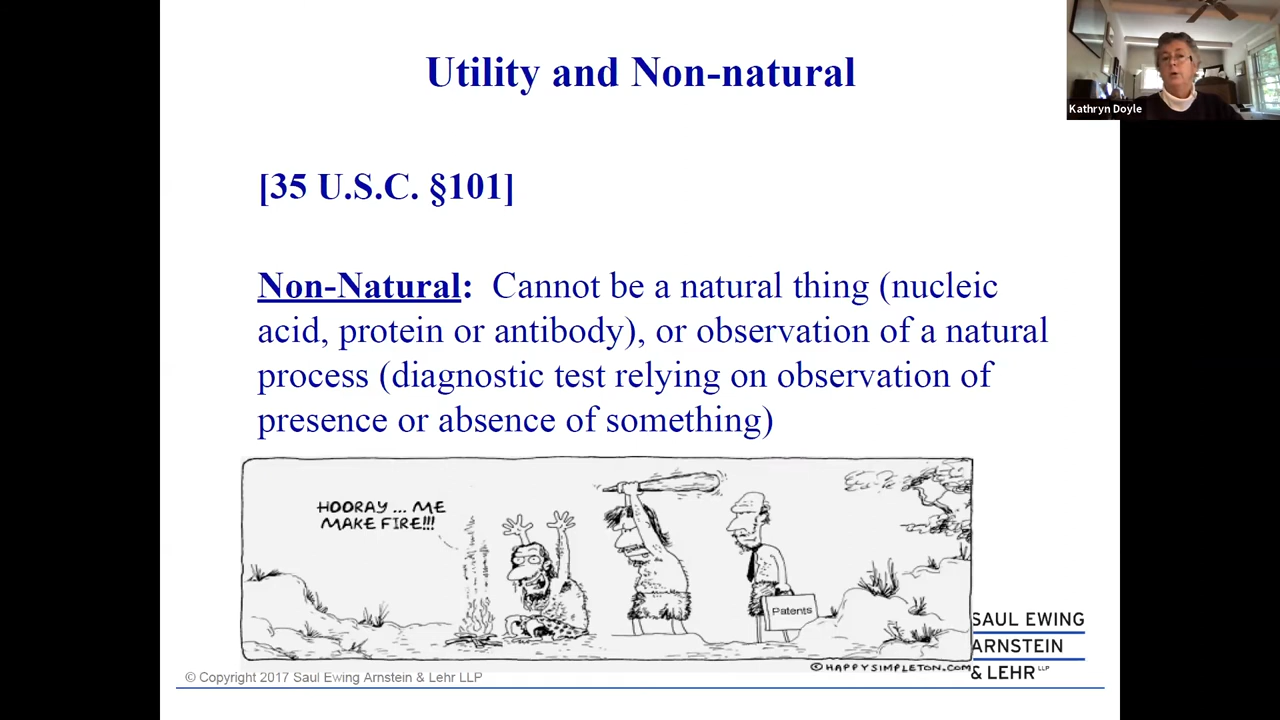 Utility and Non-natural
Kathryn Doyle
[35 U.S.C. §101]
Non-Natural: Cannot be a natural thing (nucleic
acid, protein or antibody), or observation of a natural
process (diagnostic test relying on observation of
presence or absence of something)
HOORAY ... ME
MAKE FIRE!!!
Patents
©HAPPYSIMPLETON.COM
SAUL EWING
ARNSTEIN
& LEHR LLP
© Copyright 2017 Saul Ewing Arnstein & Lehr LLP